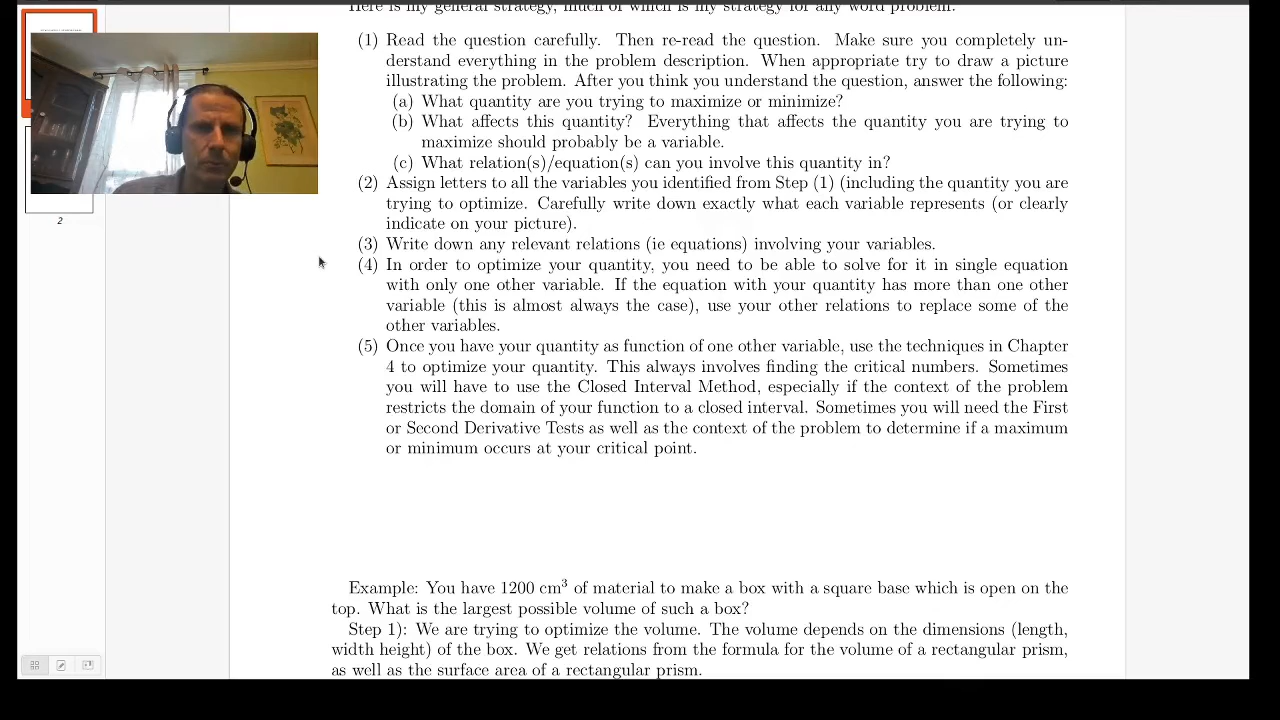 Here is my general strategy, much of which is my strategy for any word problem.
(1) Read the question carefully. Then re-read the question. Make sure you completely un-
derstand everything in the problem description. When appropriate try to draw a picture
illustrating the problem. After you think you understand the question, answer the following:
(a) What quantity are you trying to maximize or minimize?
(b) What affects this quantity? Everything that affects the quantity you are trying to
maximize should probably be a variable.
(c) What relation(s)/equation(s) can you involve this quantity in?
(2) Assign letters to all the variables you identified from Step (1) (including the quantity you are
trying to optimize. Carefully write down exactly what each variable represents (or clearly
indicate on your picture).
(3) Write down any relevant relations (ie equations) involving your variables.
(4) In order to optimize your quantity, you need to be able to solve for it in single equation
with only one other variable. If the equation with your quantity has more than one other
variable (this is almost always the case), use your other relations to replace some of the
other variables.
(5) Once you have your quantity as function of one other variable, use the techniques in Chapter
4 to optimize your quantity. This always involves finding the critical numbers. Sometimes
you will have to use the Closed Interval Method, especially if the context of the problem
restricts the domain of your function to a closed interval. Sometimes you will need the First
or Second Derivative Tests as well as the context of the problem to determine if a maximum
or minimum occurs at your critical point.
Example: You have 1200 cm³ of material to make a box with a square base which is open on the
top. What is the largest possible volume of such a box?
Step 1): We are trying to optimize the volume. The volume depends on the dimensions (length,
width height) of the box. We get relations from the formula for the volume of a rectangular prism,
as well as the surface area of a rectangular prism.
2